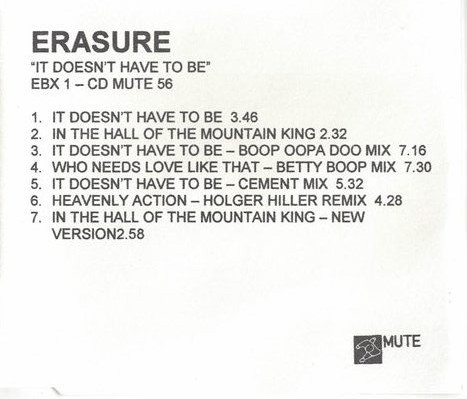 ERASURE
"IT DOESN'T HAVE TO BE"
EBX 1 – CD MUTE 56
1. IT DOESN'T HAVE TO BE 3.46
2. IN THE HALL OF THE MOUNTAIN KING 2.32
3. IT DOESN'T HAVE TO BE – BOOP OOPA DOO MIX 7.16
4. WHO NEEDS LOVE LIKE THAT – BETTY BOOP MIX 7.30
5. IT DOESN'T HAVE TO BE – CEMENT MIX 5.32
6. HEAVENLY ACTION – HOLGER HILLER REMIX 4.28
7. IN THE HALL OF THE MOUNTAIN KING – NEW
VERSION2.58
MUTE